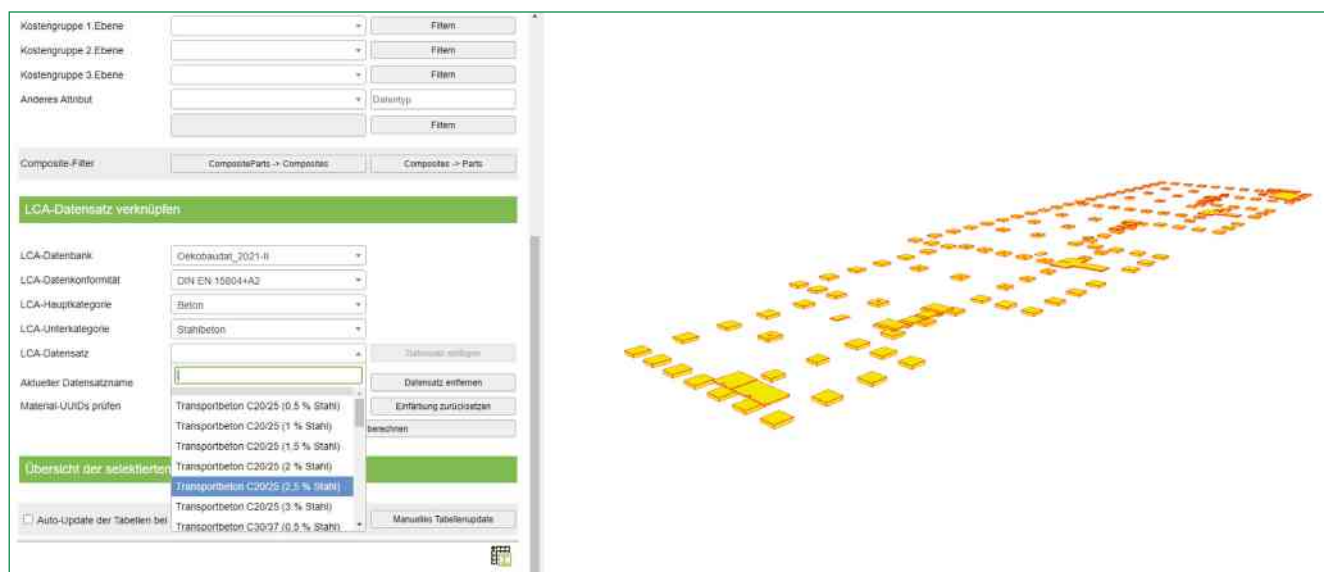 Kostengruppe 1.Ebene Filtern
Kostengruppe 2.Ebene Filtern
Kostengruppe 3.Ebene Filtern
Anderes Attribut Datentyp
Filtern
Composite-Filter CompositeParts -> Composites Composites -> Parts
LCA-Datensatz verknüpfen
LCA-Datenbank Oekobaudat_2021-II
LCA-Datenkonformität DIN EN 15804+A2
LCA-Hauptkategorie Beton
LCA-Unterkategorie Stahlbeton
LCA-Datensatz Datensatz einfügen
Aktueller Datensatzname Datensatz entfernen
Material-UUIDs prüfen Transportbeton C20/25 (0,5 % Stahl) Einfärbung zurücksetzen
Transportbeton C20/25 (1 % Stahl) berechnen
Transportbeton C20/25 (1,5 % Stahl)
Übersicht der selektierten Transportbeton C20/25 (2 % Stahl)
Transportbeton C20/25 (2,5 % Stahl)
Transportbeton C20/25 (3 % Stahl)
Auto-Update der Tabellen bei Transportbeton C30/37 (0,5 % Stahl) Manuelles Tabellenupdate